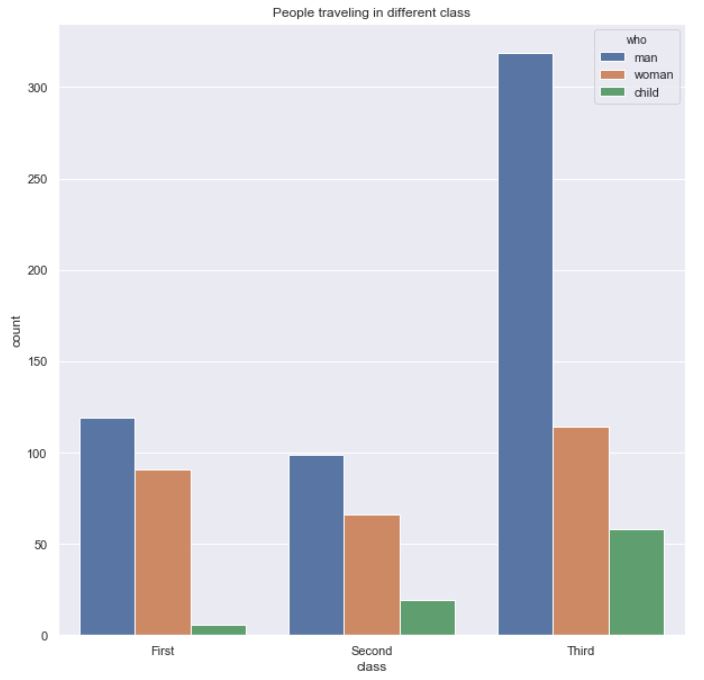 People traveling in different class
who
man
woman
child
count
300
250
200
150
100
50
0
First Second Third
class